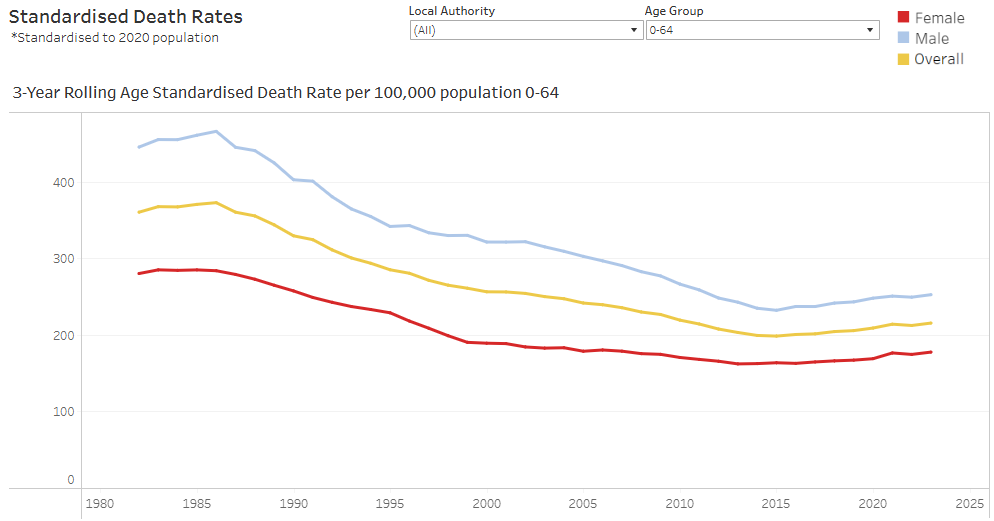 Standardised Death Rates
*Standardised to 2020 population
Local Authority
(All)
Age Group
0-64
Female
Male
Overall
3-Year Rolling Age Standardised Death Rate per 100,000 population 0-64
400
300
200
100
0
1980 1985 1990 1995 2000 2005 2010 2015 2020 2025